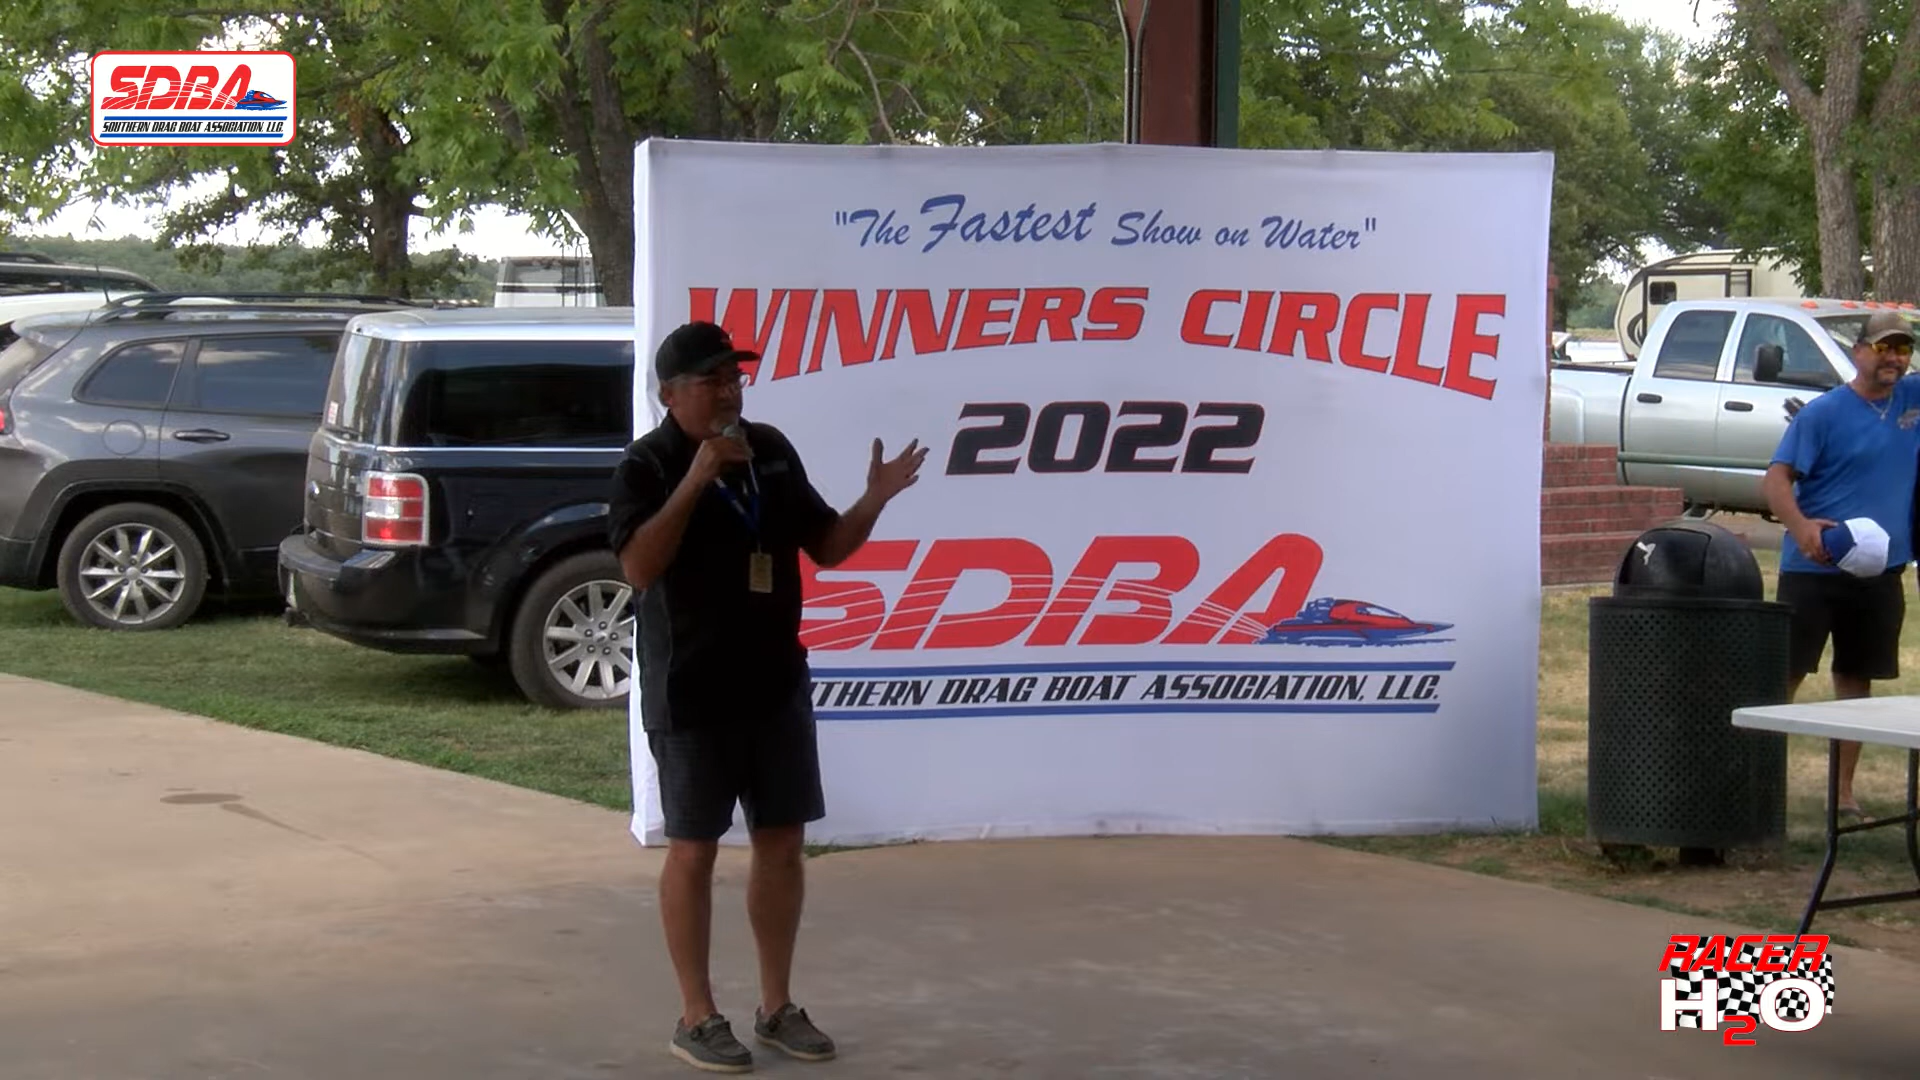 SDBA
SOUTHERN DRAG BOAT ASSOCIATION, LLC.
"The Fastest Show on Water"
WINNERS CIRCLE
2022
SDBA
THERN DRAG BOAT ASSOCIATION, LLC.
RACER
H2O